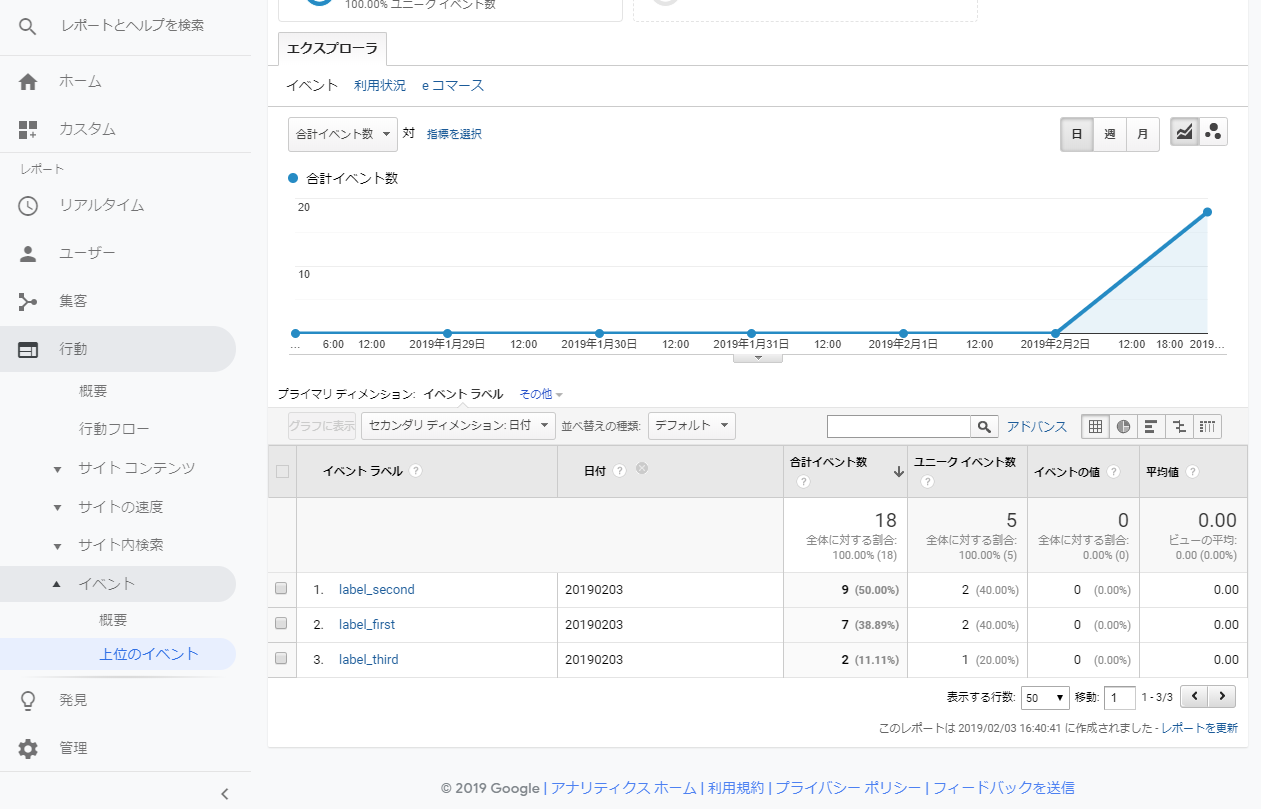 レポートとヘルプを検索
ホーム
カスタム
レポート
リアルタイム
ユーザー
集客
行動
概要
行動フロー
サイト コンテンツ
サイトの速度
サイト内検索
イベント
概要
上位のイベント
発見
管理
100.00% ユニーク イベント数
エクスプローラ
イベント 利用状況 e コマース
合計イベント数 対 指標を選択 日 週 月
合計イベント数
20
10
... 6:00 12:00 2019年1月29日 12:00 2019年1月30日 12:00 2019年1月31日 12:00 2019年2月1日 12:00 2019年2月2日 12:00 18:00 2019...
プライマリ ディメンション: イベント ラベル その他
グラフに表示 セカンダリ ディメンション: 日付 並べ替えの種類: デフォルト アドバンス
イベント ラベル ? 日付 ? 合計イベント数 ? ユニーク イベント数 ? イベントの値 ? 平均値 ?
18 5 0 0.00
全体に対する割合: 全体に対する割合: 全体に対する割合: ビューの平均:
100.00% (18) 100.00% (5) 0.00% (0) 0.00 (0.00%)
1. label_second 20190203 9 (50.00%) 2 (40.00%) 0 (0.00%) 0.00
2. label_first 20190203 7 (38.89%) 2 (40.00%) 0 (0.00%) 0.00
3. label_third 20190203 2 (11.11%) 1 (20.00%) 0 (0.00%) 0.00
表示する行数: 50 移動: 1 1 - 3/3
このレポートは 2019/02/03 16:40:41 に作成されました - レポートを更新
© 2019 Google | アナリティクス ホーム | 利用規約 | プライバシー ポリシー | フィードバックを送信